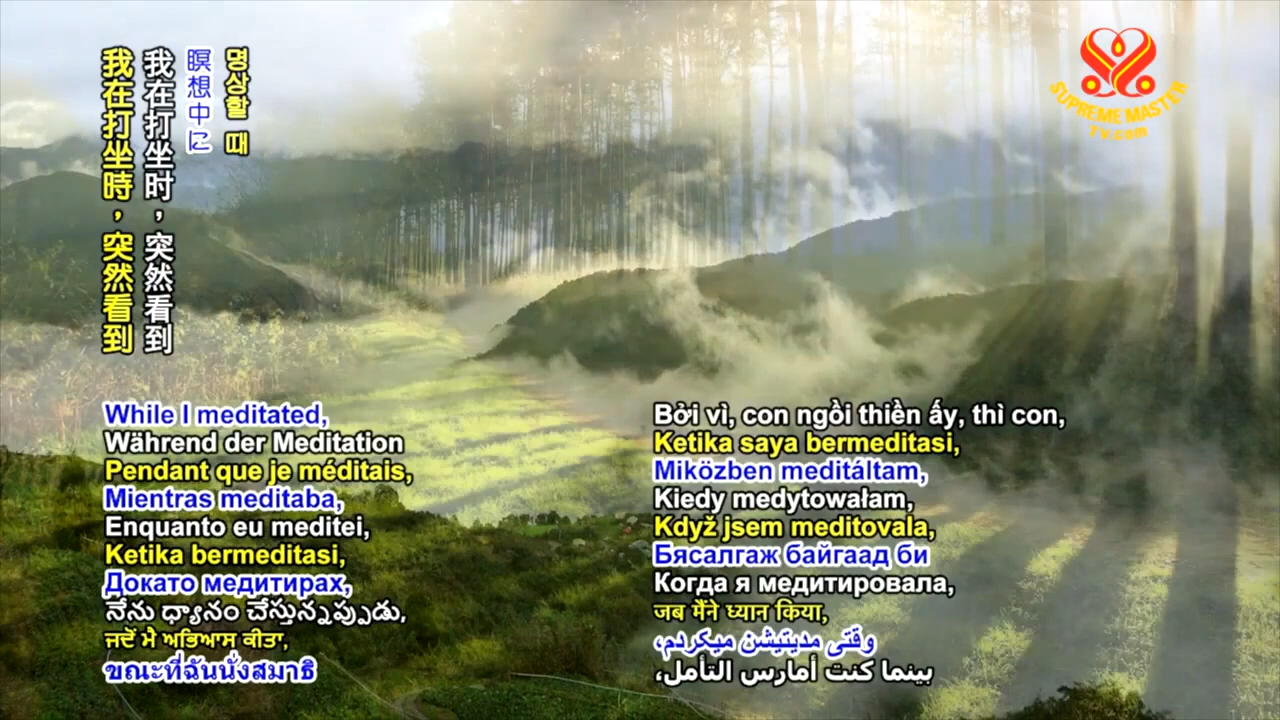 명상할 때
瞑想中に
我在打坐时，突然看到
我在打坐時，突然看到
SUPREME MASTER
TV.com
While I meditated,
Während der Meditation
Pendant que je méditais,
Mientras meditaba,
Enquanto eu meditei,
Ketika bermeditasi,
Докато медитирах,
నేను ధ్యానం చేస్తున్నప్పుడు,
ਜਦੋਂ ਮੈਂ ਅਭਿਆਸ ਕੀਤਾ,
ขณะที่ฉันนั่งสมาธิ
Bởi vì, con ngồi thiền ấy, thì con,
Ketika saya bermeditasi,
Miközben meditáltam,
Kiedy medytowałam,
Když jsem meditovala,
Бясалгаж байгаад би
Когда я медитировала,
जब मैंने ध्यान किया,
وقتی مدیتیشن میکردم،
بينما كنت أمارس التأمل،